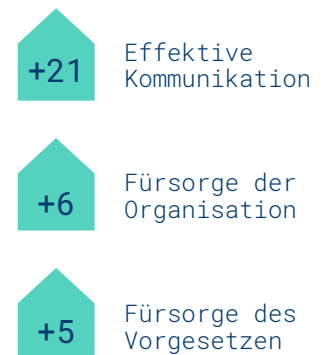 +21
Effektive
Kommunikation
+6
Fürsorge der
Organisation
+5
Fürsorge des
Vorgesetzen